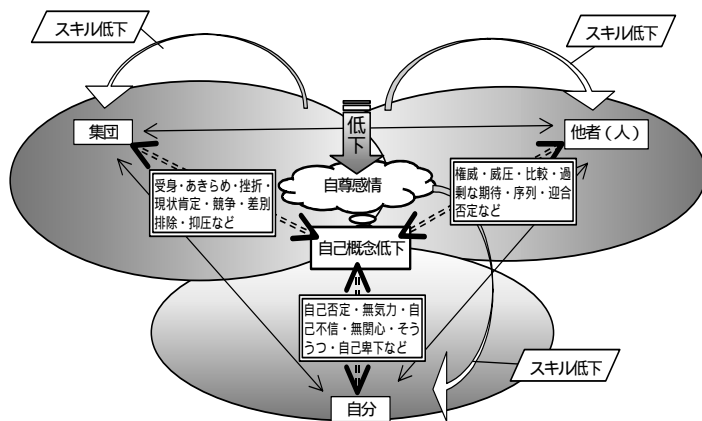 スキル低下
スキル低下
低下
集団
他者(人)
自尊感情
受身・あきらめ・挫折・
現状肯定・競争・差別
排除・抑圧など
権威・威圧・比較・過
剰な期待・序列・迎合
否定など
自己概念低下
自己否定・無気力・自
己不信・無関心・そう
うつ・自己卑下など
スキル低下
自分